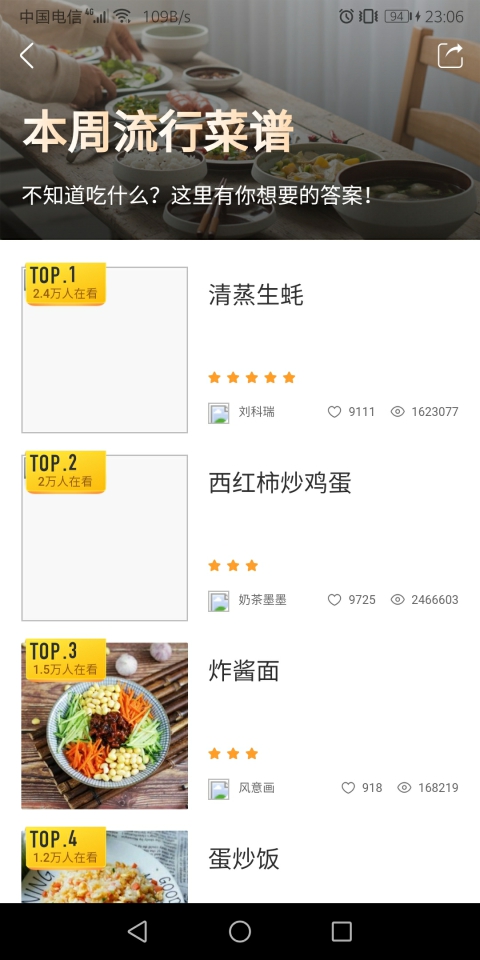 中国电信 4G 109B/s 94 23:06
本周流行菜谱
不知道吃什么？这里有你想要的答案！
TOP.1
2.4万人在看
清蒸生蚝
刘科瑞 9111 1623077
TOP.2
2万人在看
西红柿炒鸡蛋
奶茶墨墨 9725 2466603
TOP.3
1.5万人在看
炸酱面
风意画 918 168219
TOP.4
1.2万人在看
蛋炒饭